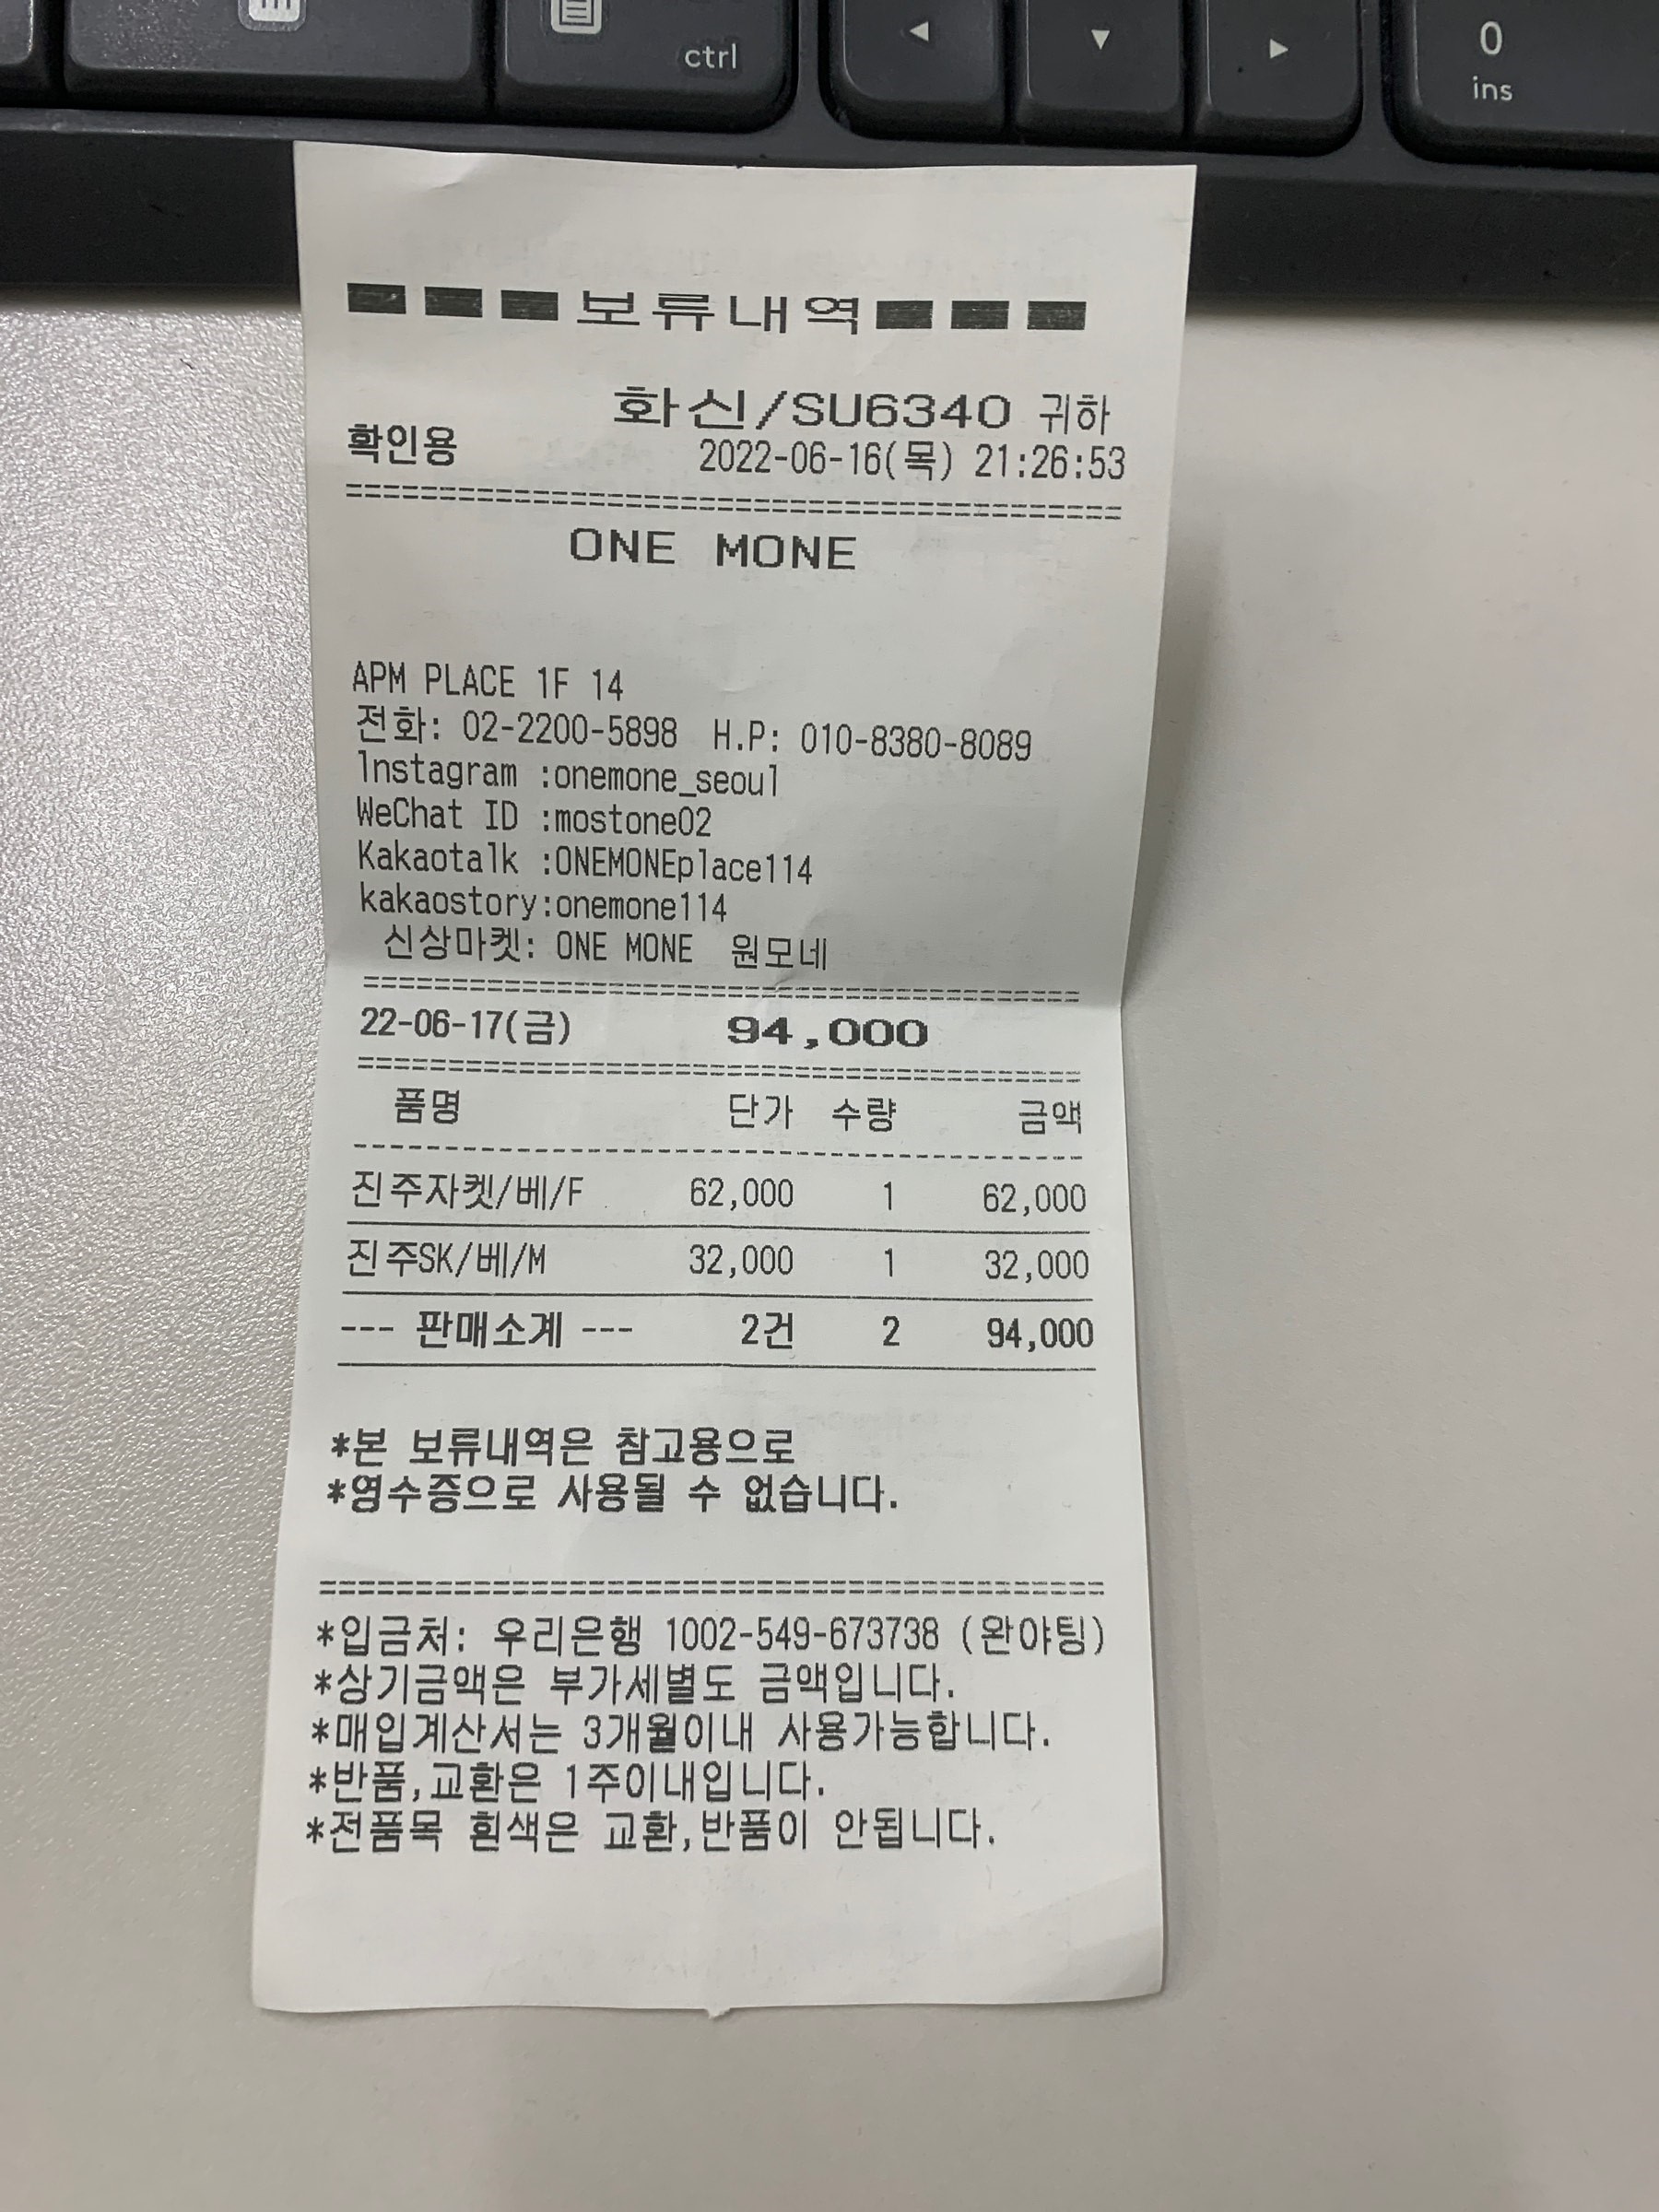 ctrl
◀
▼
▶
0
ins
보류내역
화신/SU6340 귀하
확인용 2022-06-16(목) 21:26:53
==========================================
ONE MONE
APM PLACE 1F 14
전화: 02-2200-5898 H.P: 010-8380-8089
lnstagram :onemone_seoul
WeChat ID :mostone02
Kakaotalk :ONEMONEplace114
kakaostory:onemone114
신상마켓: ONE MONE 원모네
==========================================
22-06-17(금) 94,000
==========================================
품명 단가 수량 금액
------------------------------------------
진주자켓/베/F 62,000 1 62,000
진주SK/베/M 32,000 1 32,000
--- 판매소계 --- 2건 2 94,000
*본 보류내역은 참고용으로
*영수증으로 사용될 수 없습니다.
==========================================
*입금처: 우리은행 1002-549-673738 (완야팅)
*상기금액은 부가세별도 금액입니다.
*매입계산서는 3개월이내 사용가능합니다.
*반품,교환은 1주이내입니다.
*전품목 흰색은 교환,반품이 안됩니다.